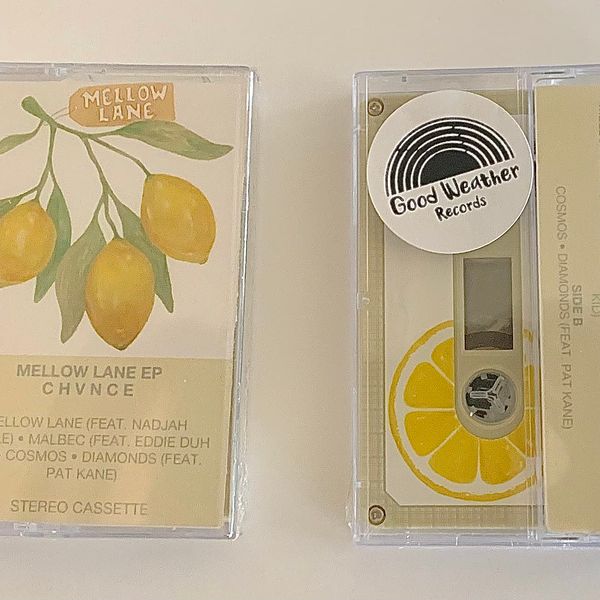 MELLOW
LANE
MELLOW LANE EP
CHVNCE
ELLOW LANE (FEAT. NADJAH
LE) • MALBEC (FEAT. EDDIE DUH
COSMOS • DIAMONDS (FEAT.
PAT KANE)
STEREO CASSETTE
Good Weather
Records
KID)
SIDE B
COSMOS • DIAMONDS (FEAT. PAT KANE)